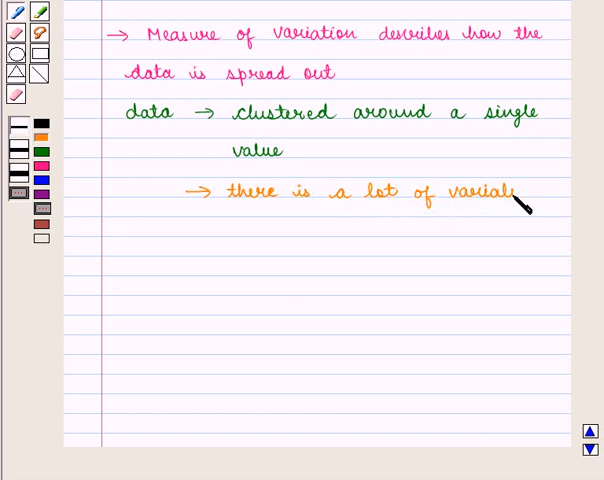 → Measure of variation describes how the
data is spread out
data → clustered around a single
value
→ there is a lot of variab